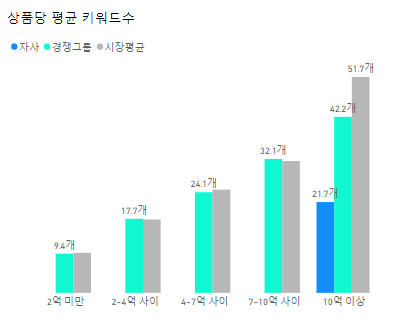 상품당 평균 키워드수
자사 경쟁그룹 시장평균
51.7개
42.2개
32.1개
24.1개
21.7개
17.7개
9.4개
2억 미만 2-4억 사이 4-7억 사이 7-10억 사이 10억 이상